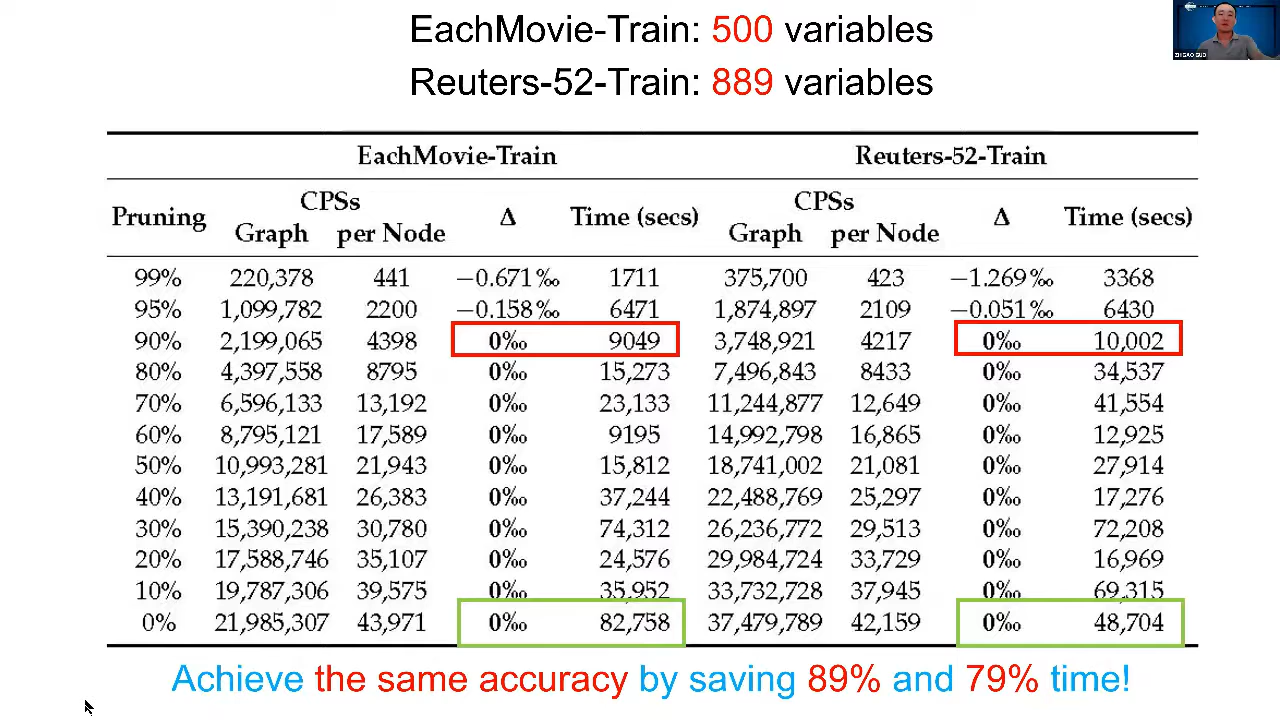 EachMovie-Train: 500 variables
Reuters-52-Train: 889 variables
ZHIGAO GUO
EachMovie-Train Reuters-52-Train
CPSs CPSs
Pruning Δ Time (secs) Δ Time (secs)
Graph per Node Graph per Node
99% 220,378 441 −0.671‰ 1711 375,700 423 −1.269‰ 3368
95% 1,099,782 2200 −0.158‰ 6471 1,874,897 2109 −0.051‰ 6430
90% 2,199,065 4398 0‰ 9049 3,748,921 4217 0‰ 10,002
80% 4,397,558 8795 0‰ 15,273 7,496,843 8433 0‰ 34,537
70% 6,596,133 13,192 0‰ 23,133 11,244,877 12,649 0‰ 41,554
60% 8,795,121 17,589 0‰ 9195 14,992,798 16,865 0‰ 12,925
50% 10,993,281 21,943 0‰ 15,812 18,741,002 21,081 0‰ 27,914
40% 13,191,681 26,383 0‰ 37,244 22,488,769 25,297 0‰ 17,276
30% 15,390,238 30,780 0‰ 74,312 26,236,772 29,513 0‰ 72,208
20% 17,588,746 35,107 0‰ 24,576 29,984,724 33,729 0‰ 16,969
10% 19,787,306 39,575 0‰ 35,952 33,732,728 37,945 0‰ 69,315
0% 21,985,307 43,971 0‰ 82,758 37,479,789 42,159 0‰ 48,704
Achieve the same accuracy by saving 89% and 79% time!